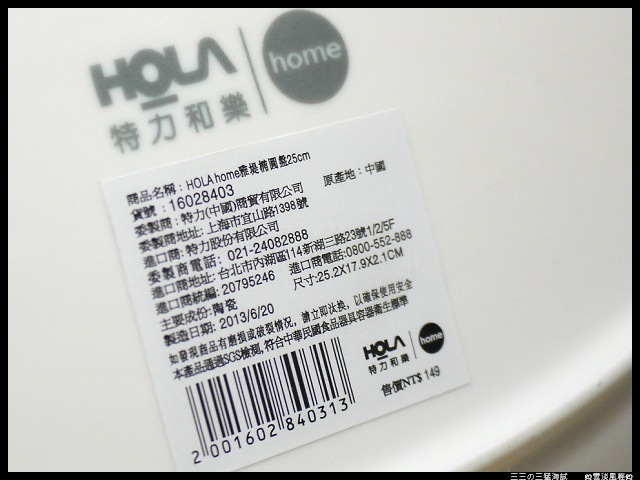 HOLA home
特力和樂
商品名稱：HOLA home雅緹橢圓盤25cm
貨號：16028403 原產地：中國
委製商：特力(中國)商貿有限公司
委製商地址：上海市宜山路1398號
進口商：特力股份有限公司
委製商電話：021-24082888
進口商地址：台北市內湖區114新湖三路23號1/2/5F
進口商統編：20795246 進口商電話:0800-552-888
主要成份：陶瓷 尺寸:25.2X17.9X2.1CM
製造日期：2013/6/20
如發現商品有磨損或破裂情況，請立即汰換，以確保使用安全
本產品通過SGS檢測,符合中華民國食品器具容器衛生標準
HOLA home
特力和樂
售價NT$ 149
2 001602 840313
三三の三猛海賊